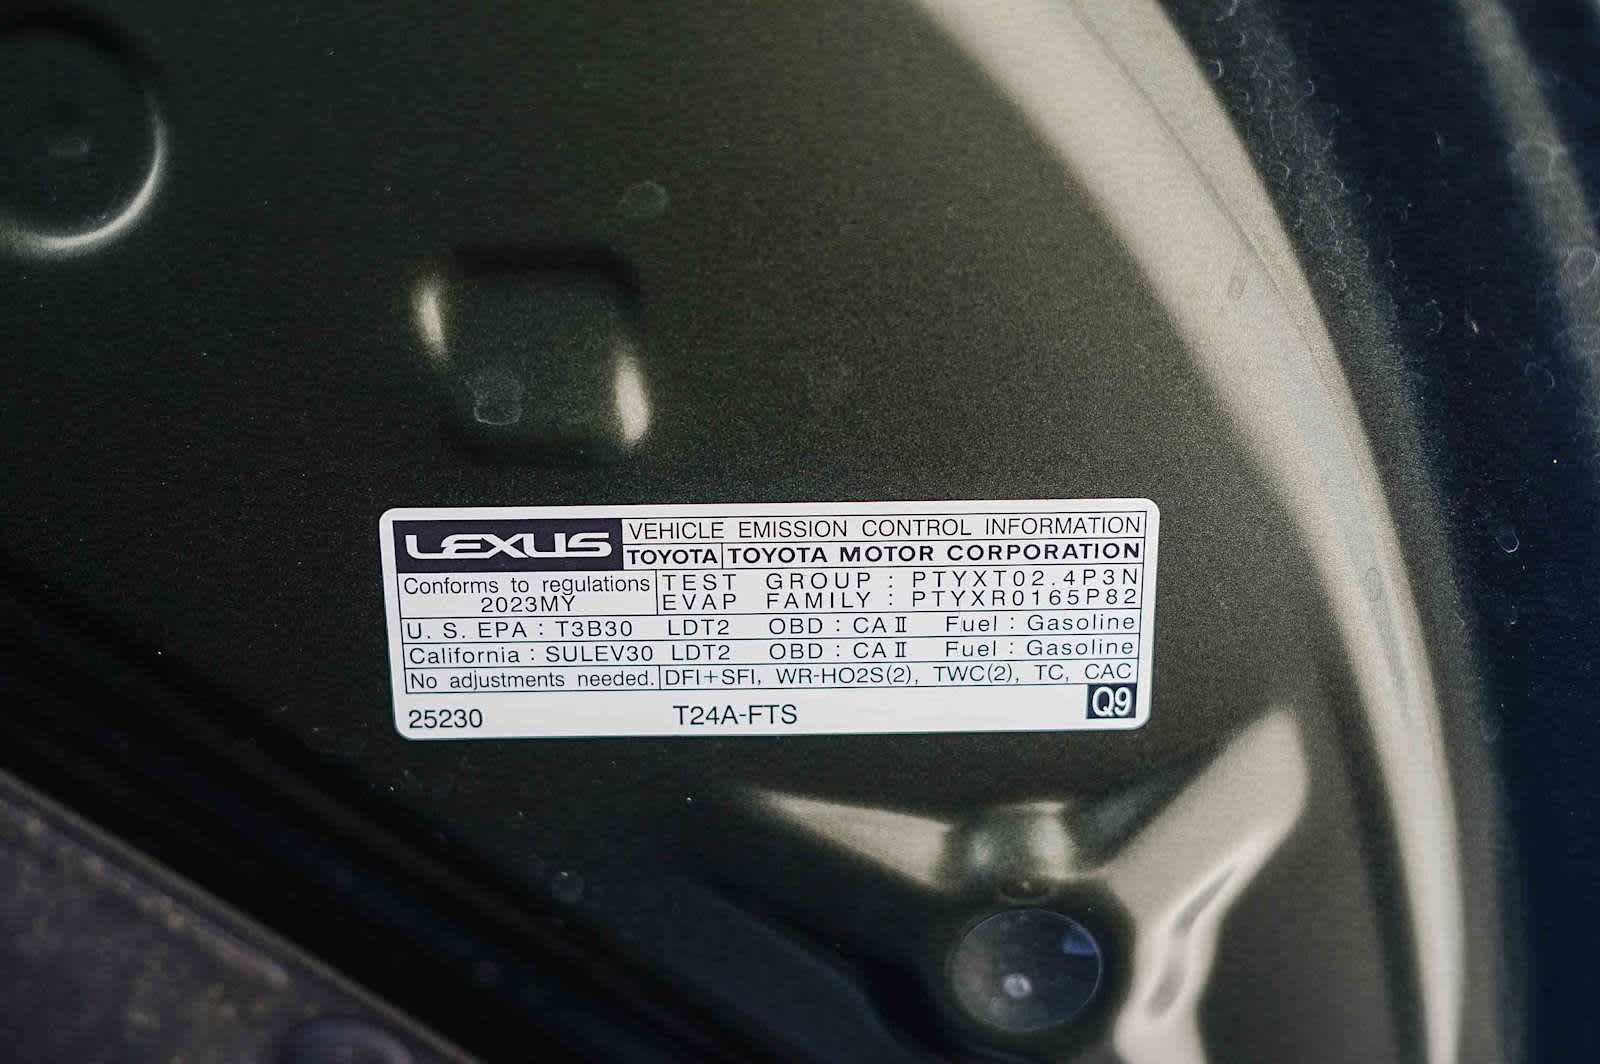 LEXUS VEHICLE EMISSION CONTROL INFORMATION
TOYOTA TOYOTA MOTOR CORPORATION
Conforms to regulations TEST GROUP : PTYXT02.4P3N
2023MY EVAP FAMILY : PTYXR0165P82
U. S. EPA : T3B30 LDT2 OBD : CA II Fuel : Gasoline
California : SULEV30 LDT2 OBD : CA II Fuel : Gasoline
No adjustments needed. DFI+SFI, WR-HO2S(2), TWC(2), TC, CAC
25230 T24A-FTS Q9